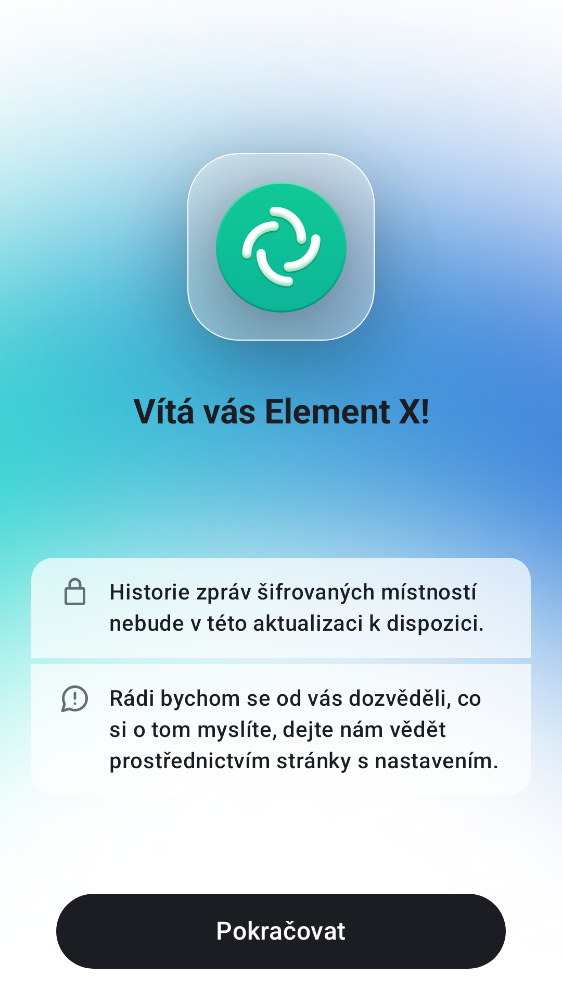 Vítá vás Element X!
Historie zpráv šifrovaných místností
nebude v této aktualizaci k dispozici.
Rádi bychom se od vás dozvěděli, co
si o tom myslíte, dejte nám vědět
prostřednictvím stránky s nastavením.
Pokračovat